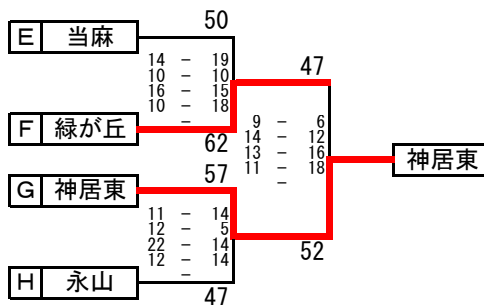 50
E 当麻
14 - 19
10 - 10
16 - 15
10 - 18
-
F 緑が丘
62
47
9 - 6
14 - 12
13 - 16
11 - 18
-
神居東
57
G 神居東
11 - 14
12 - 5
22 - 14
12 - 14
-
52
H 永山
47